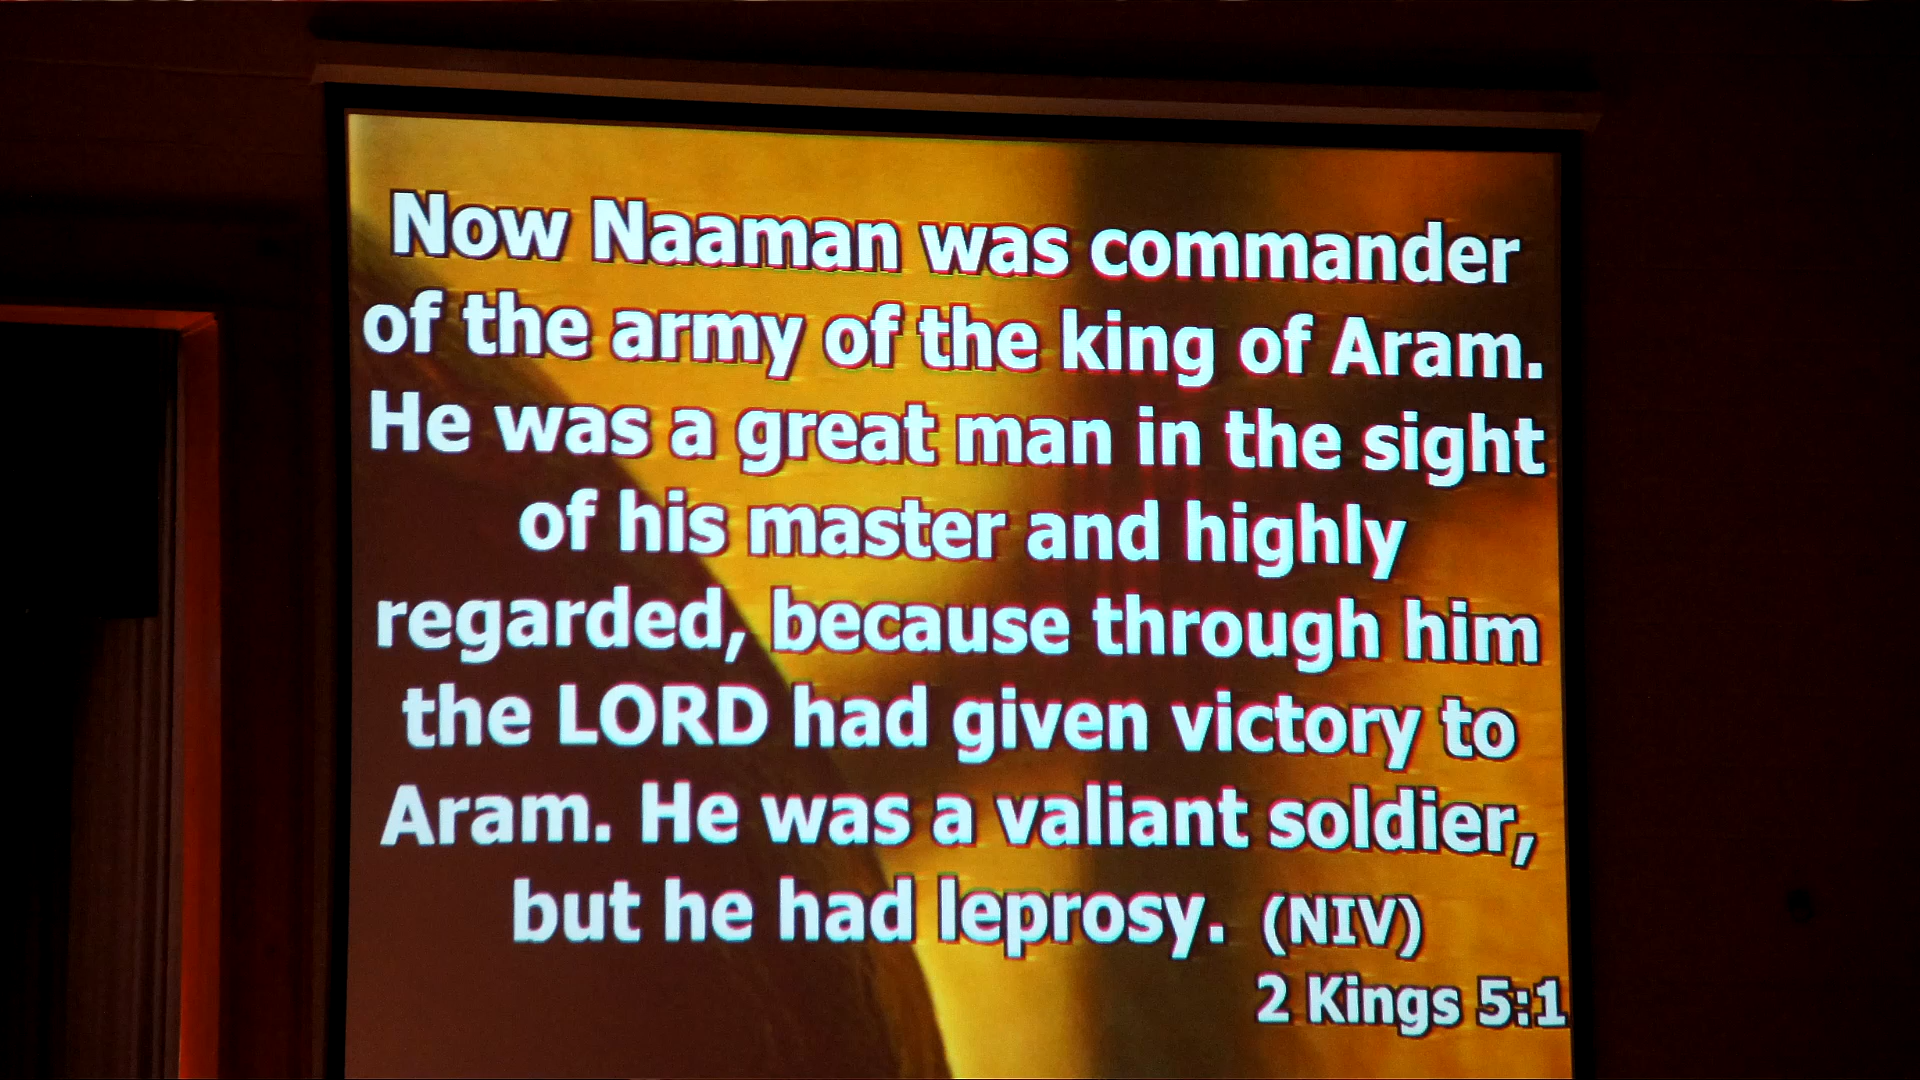 Now Naaman was commander
of the army of the king of Aram.
He was a great man in the sight
of his master and highly
regarded, because through him
the LORD had given victory to
Aram. He was a valiant soldier,
but he had leprosy. (NIV)
2 Kings 5:1